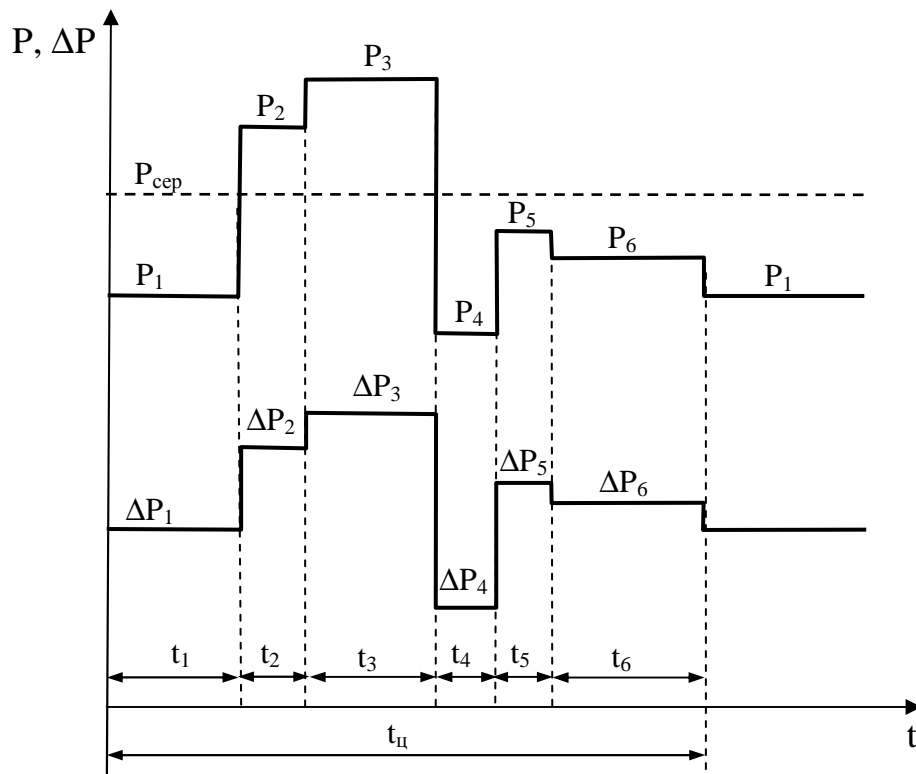 P, ΔP
P₃
P₂
Pсер
P₅
P₆
P₁
P₁
P₄
ΔP₃
ΔP₂
ΔP₅
ΔP₆
ΔP₁
ΔP₄
t₁ t₂ t₃ t₄ t₅ t₆
t
tц